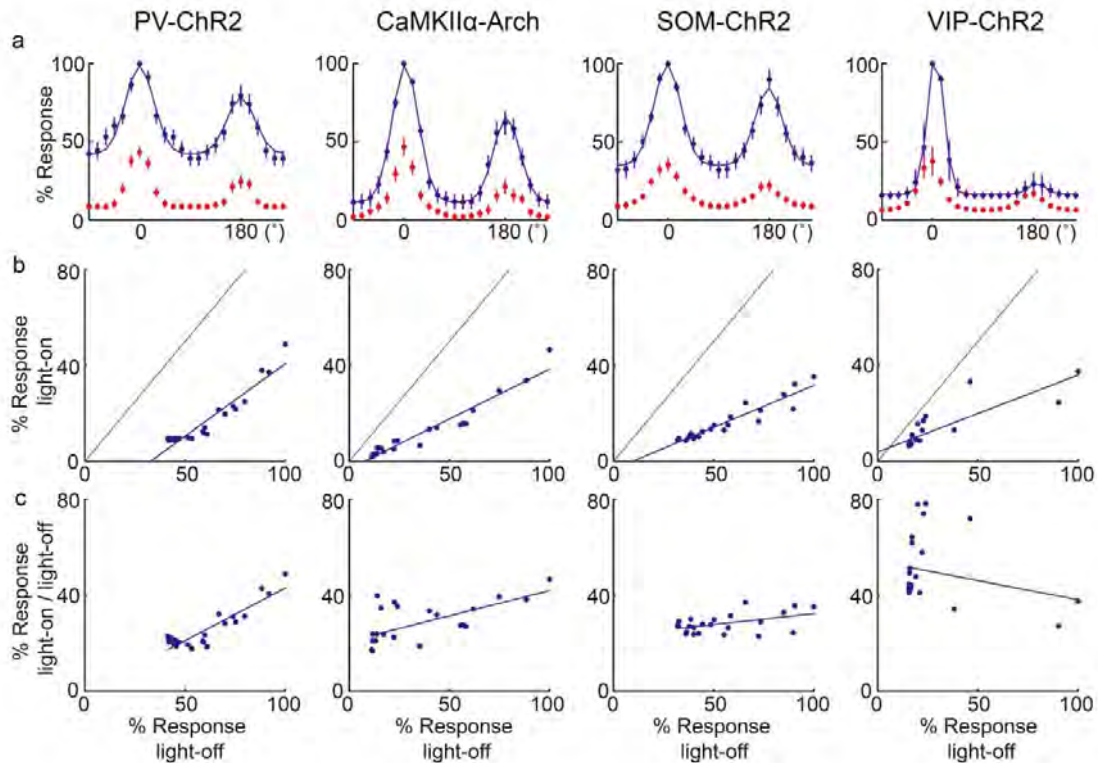 PV-ChR2 CaMKIIα-Arch SOM-ChR2 VIP-ChR2
a
% Response
100 100 100 100
50 50 50 50
0 0 0 0
0 180 (°) 0 180 (°) 0 180 (°) 0 180 (°)
b
% Response
light-on
80 80 80 80
40 40 40 40
0 0 0 0
0 50 100 0 50 100 0 50 100 0 50 100
c
% Response
light-on / light-off
80 80 80 80
40 40 40 40
0 0 0 0
0 50 100 0 50 100 0 50 100 0 50 100
% Response % Response % Response % Response
light-off light-off light-off light-off